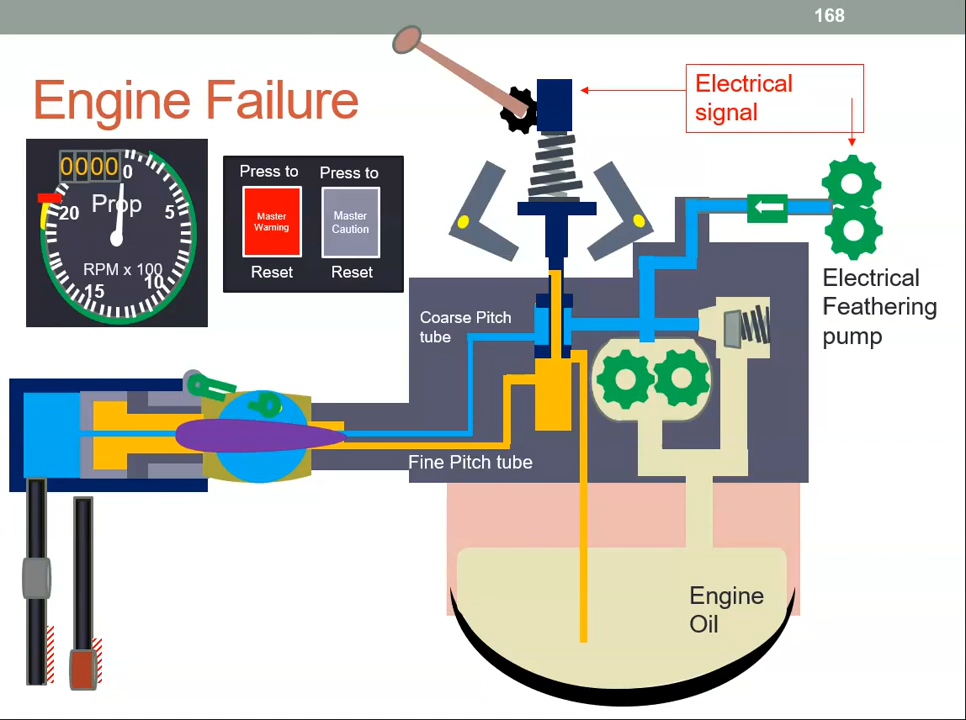 168
Engine Failure
Electrical
signal
0000
0
Prop
20
5
RPM x 100
15
10
Press to
Press to
Master
Warning
Master
Caution
Reset
Reset
Electrical
Feathering
pump
Coarse Pitch
tube
Fine Pitch tube
Engine
Oil